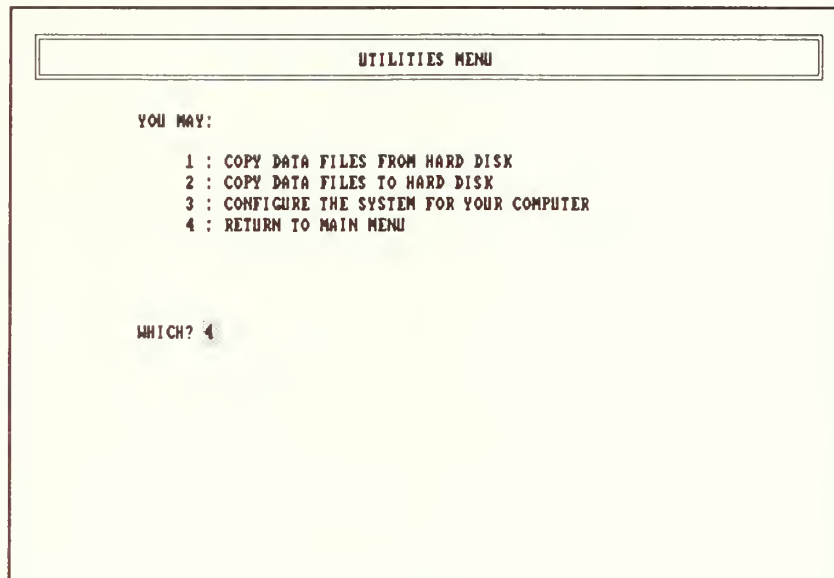 UTILITIES MENU
YOU MAY:
1 : COPY DATA FILES FROM HARD DISK
2 : COPY DATA FILES TO HARD DISK
3 : CONFIGURE THE SYSTEM FOR YOUR COMPUTER
4 : RETURN TO MAIN MENU
WHICH? 4